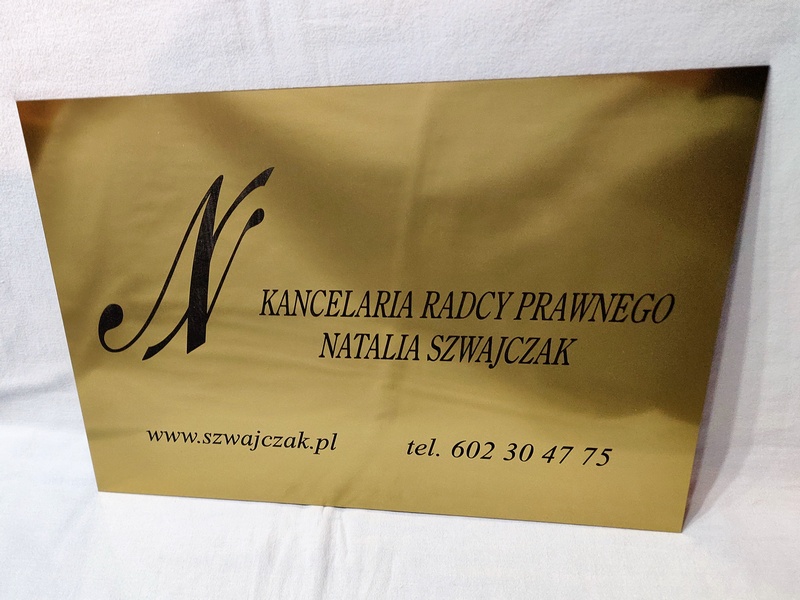 N
KANCELARIA RADCY PRAWNEGO
NATALIA SZWAJCZAK
www.szwajczak.pl
tel. 602 30 47 75